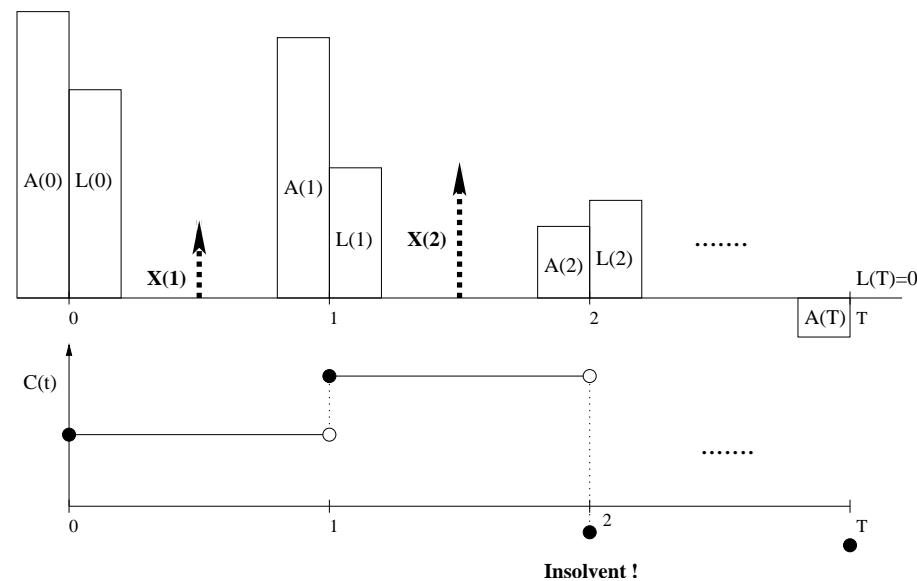 A(0) L(0) A(1) L(1) A(2) L(2) .......
X(1) X(2)
L(T)=0
A(T)
0 1 2 T
C(t)
.......
0 1 2 T
Insolvent !